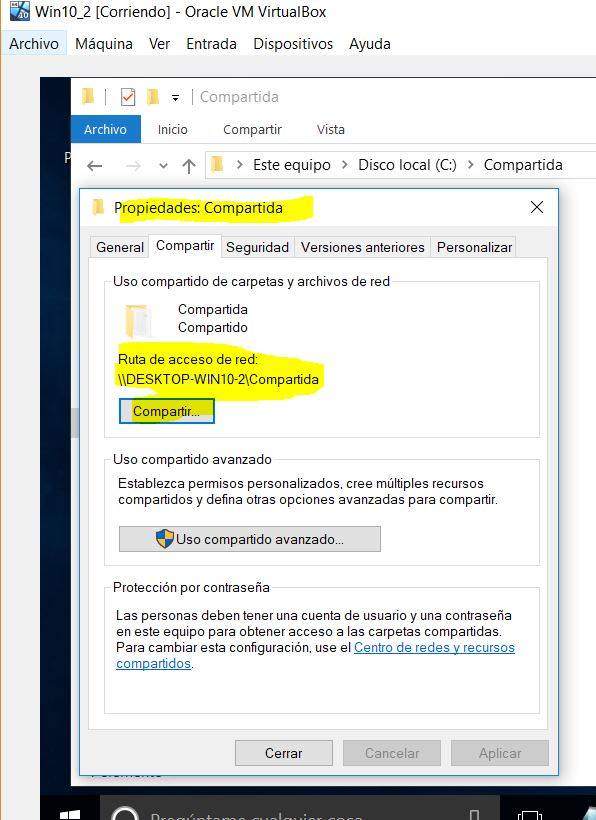 Win10_2 [Corriendo] - Oracle VM VirtualBox
Archivo Máquina Ver Entrada Dispositivos Ayuda
Compartida
Archivo Inicio Compartir Vista
Este equipo Disco local (C:) Compartida
Propiedades: Compartida
General Compartir Seguridad Versiones anteriores Personalizar
Uso compartido de carpetas y archivos de red
Compartida
Compartido
Ruta de acceso de red:
\\DESKTOP-WIN10-2\Compartida
Compartir...
Uso compartido avanzado
Establezca permisos personalizados, cree múltiples recursos
compartidos y defina otras opciones avanzadas para compartir.
Uso compartido avanzado...
Protección por contraseña
Las personas deben tener una cuenta de usuario y una contraseña
en este equipo para obtener acceso a las carpetas compartidas.
Para cambiar esta configuración, use el Centro de redes y recursos
compartidos.
Cerrar Cancelar Aplicar
Pregúntame cualquier cosa